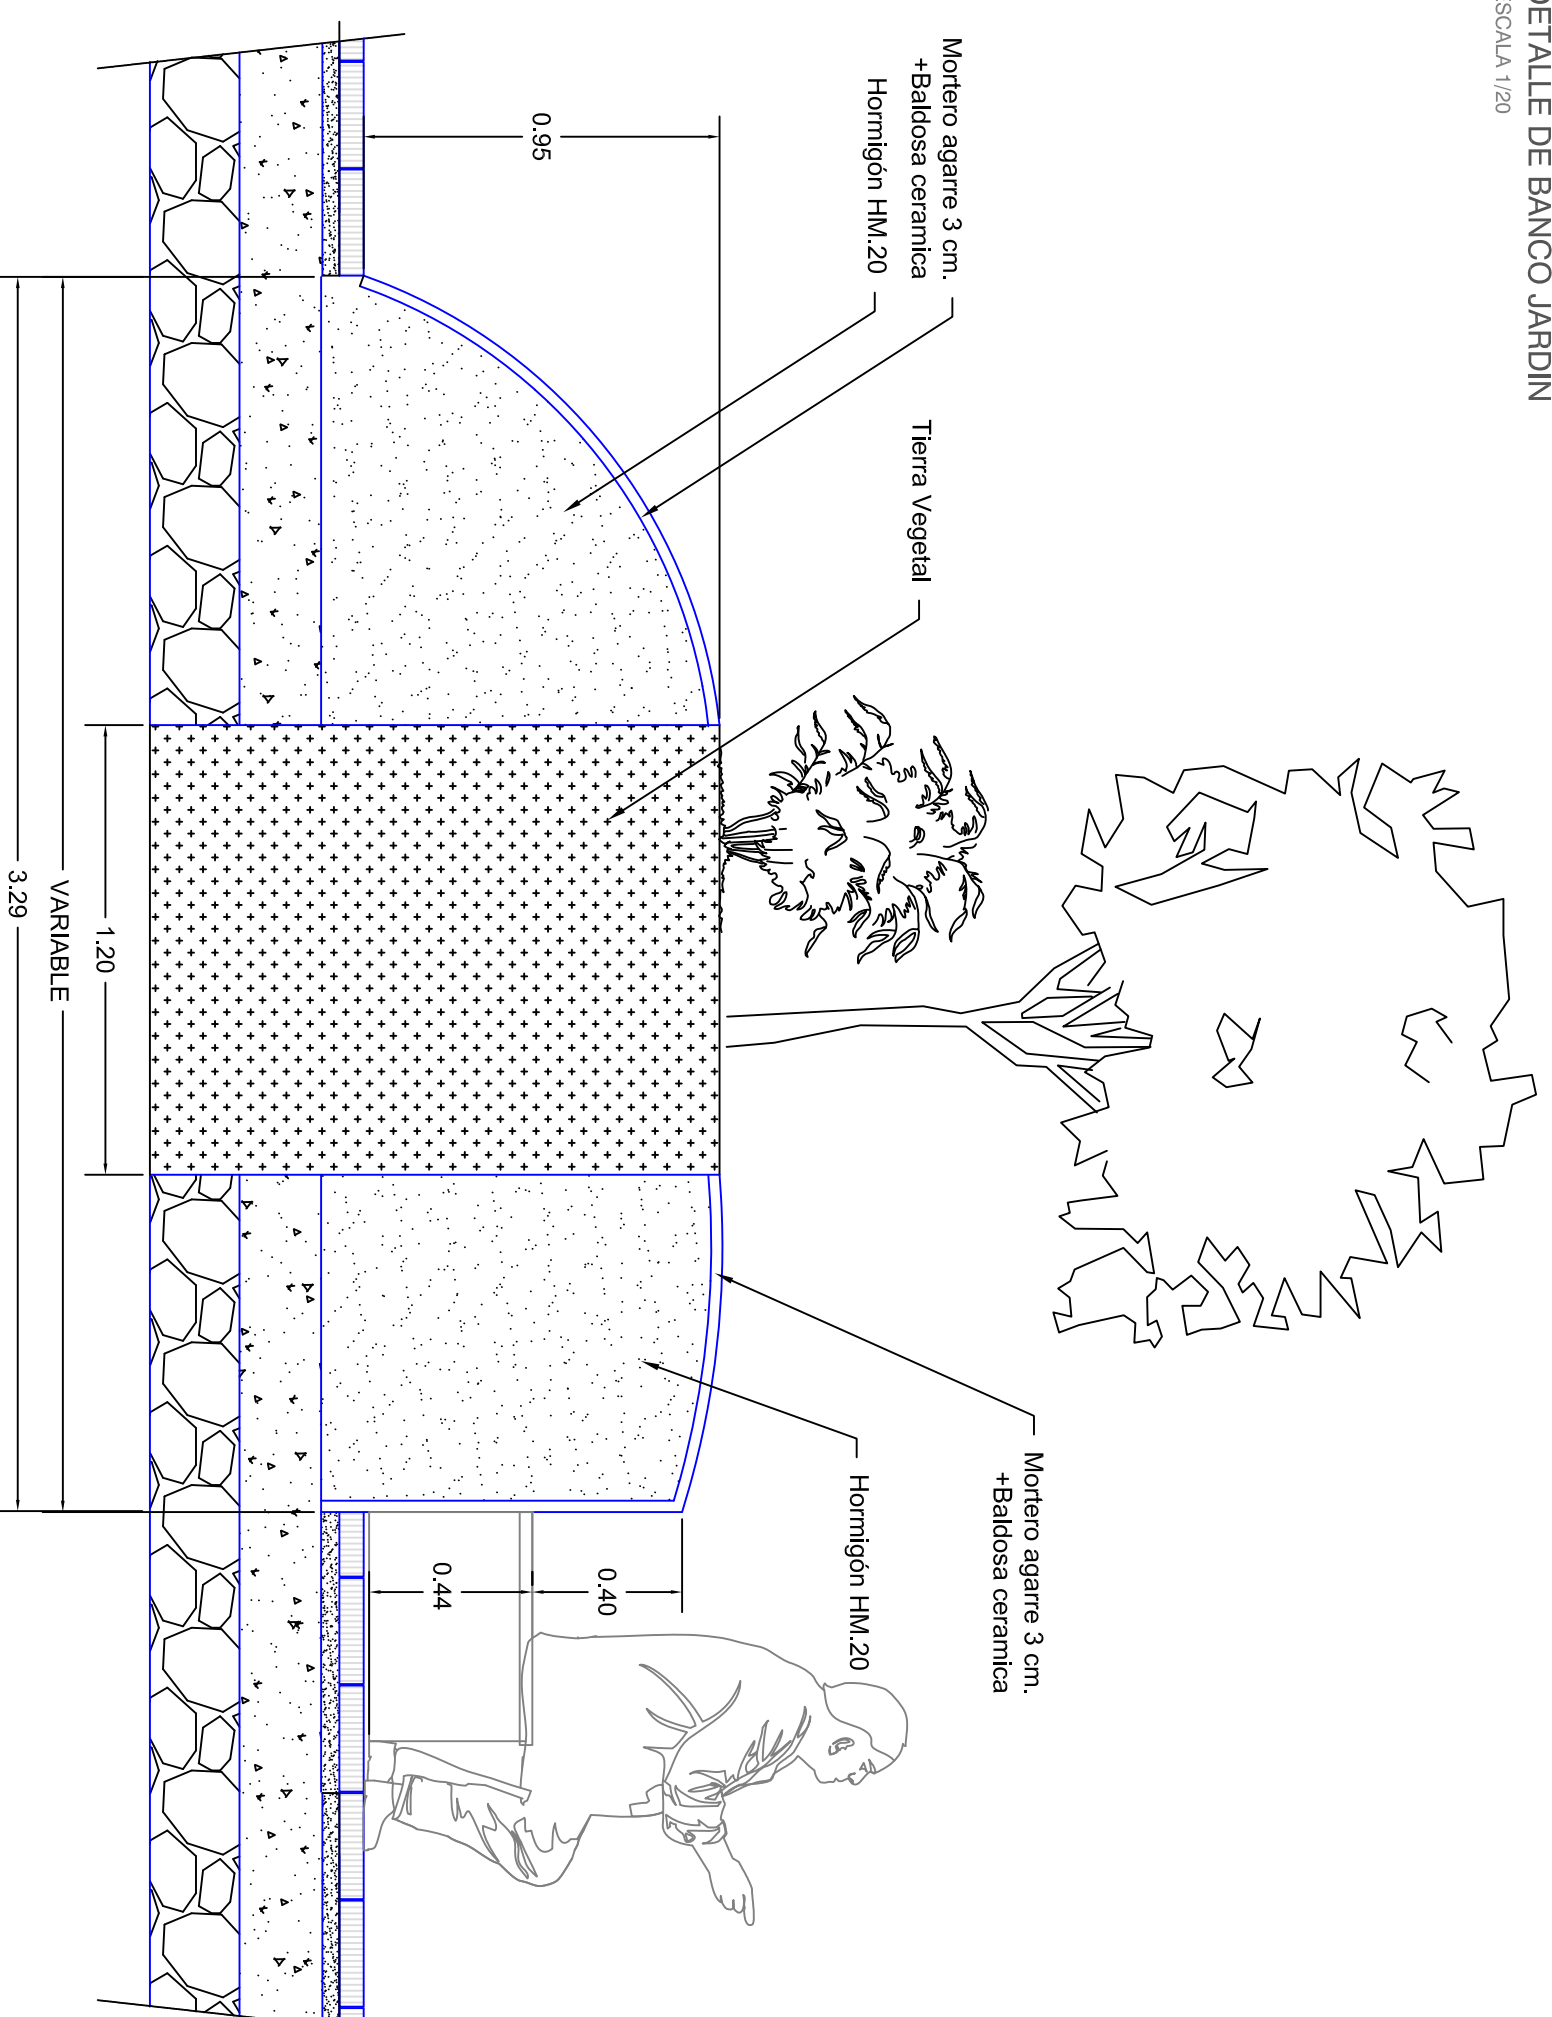 DETALLE DE BANCO JARDIN
ESCALA 1/20
Mortero agarre 3 cm.
+Baldosa ceramica
Hormigón HM.20
Tierra Vegetal
Mortero agarre 3 cm.
+Baldosa ceramica
Hormigón HM.20
0.95
0.40
0.44
1.20
VARIABLE
3.29